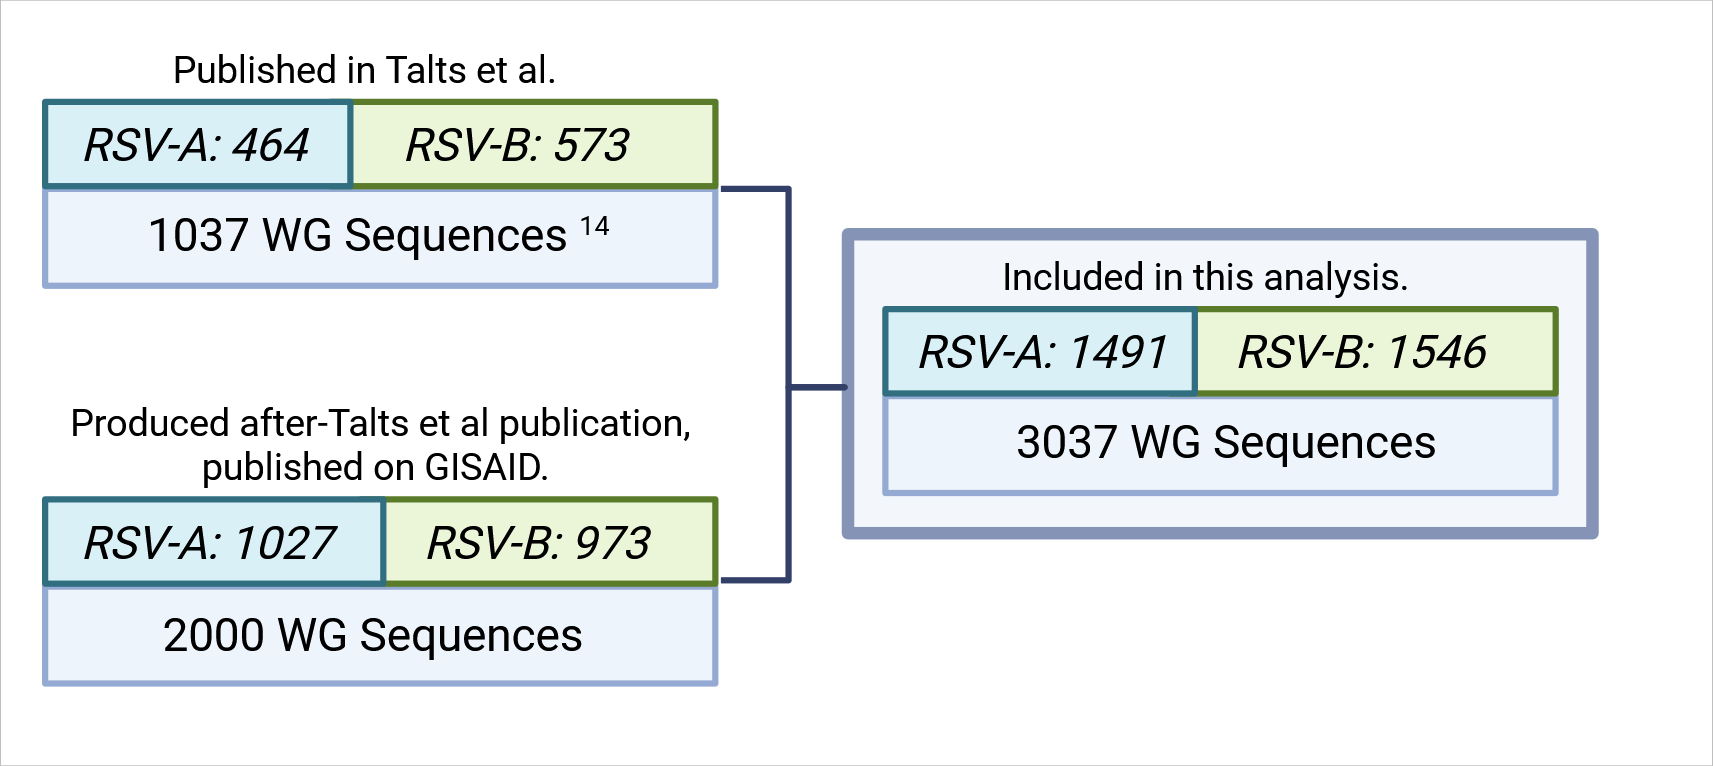 Published in Talts et al.
RSV-A: 464 RSV-B: 573
1037 WG Sequences 14
Included in this analysis.
RSV-A: 1491 RSV-B: 1546
3037 WG Sequences
Produced after-Talts et al publication,
published on GISAID.
RSV-A: 1027 RSV-B: 973
2000 WG Sequences